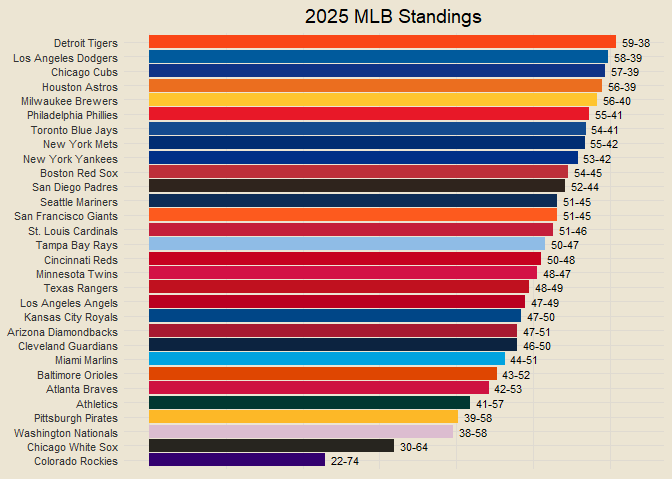 2025 MLB Standings
Detroit Tigers 59-38
Los Angeles Dodgers 58-39
Chicago Cubs 57-39
Houston Astros 56-39
Milwaukee Brewers 56-40
Philadelphia Phillies 55-41
Toronto Blue Jays 54-41
New York Mets 55-42
New York Yankees 53-42
Boston Red Sox 54-45
San Diego Padres 52-44
Seattle Mariners 51-45
San Francisco Giants 51-45
St. Louis Cardinals 51-46
Tampa Bay Rays 50-47
Cincinnati Reds 50-48
Minnesota Twins 48-47
Texas Rangers 48-49
Los Angeles Angels 47-49
Kansas City Royals 47-50
Arizona Diamondbacks 47-51
Cleveland Guardians 46-50
Miami Marlins 44-51
Baltimore Orioles 43-52
Atlanta Braves 42-53
Athletics 41-57
Pittsburgh Pirates 39-58
Washington Nationals 38-58
Chicago White Sox 30-64
Colorado Rockies 22-74